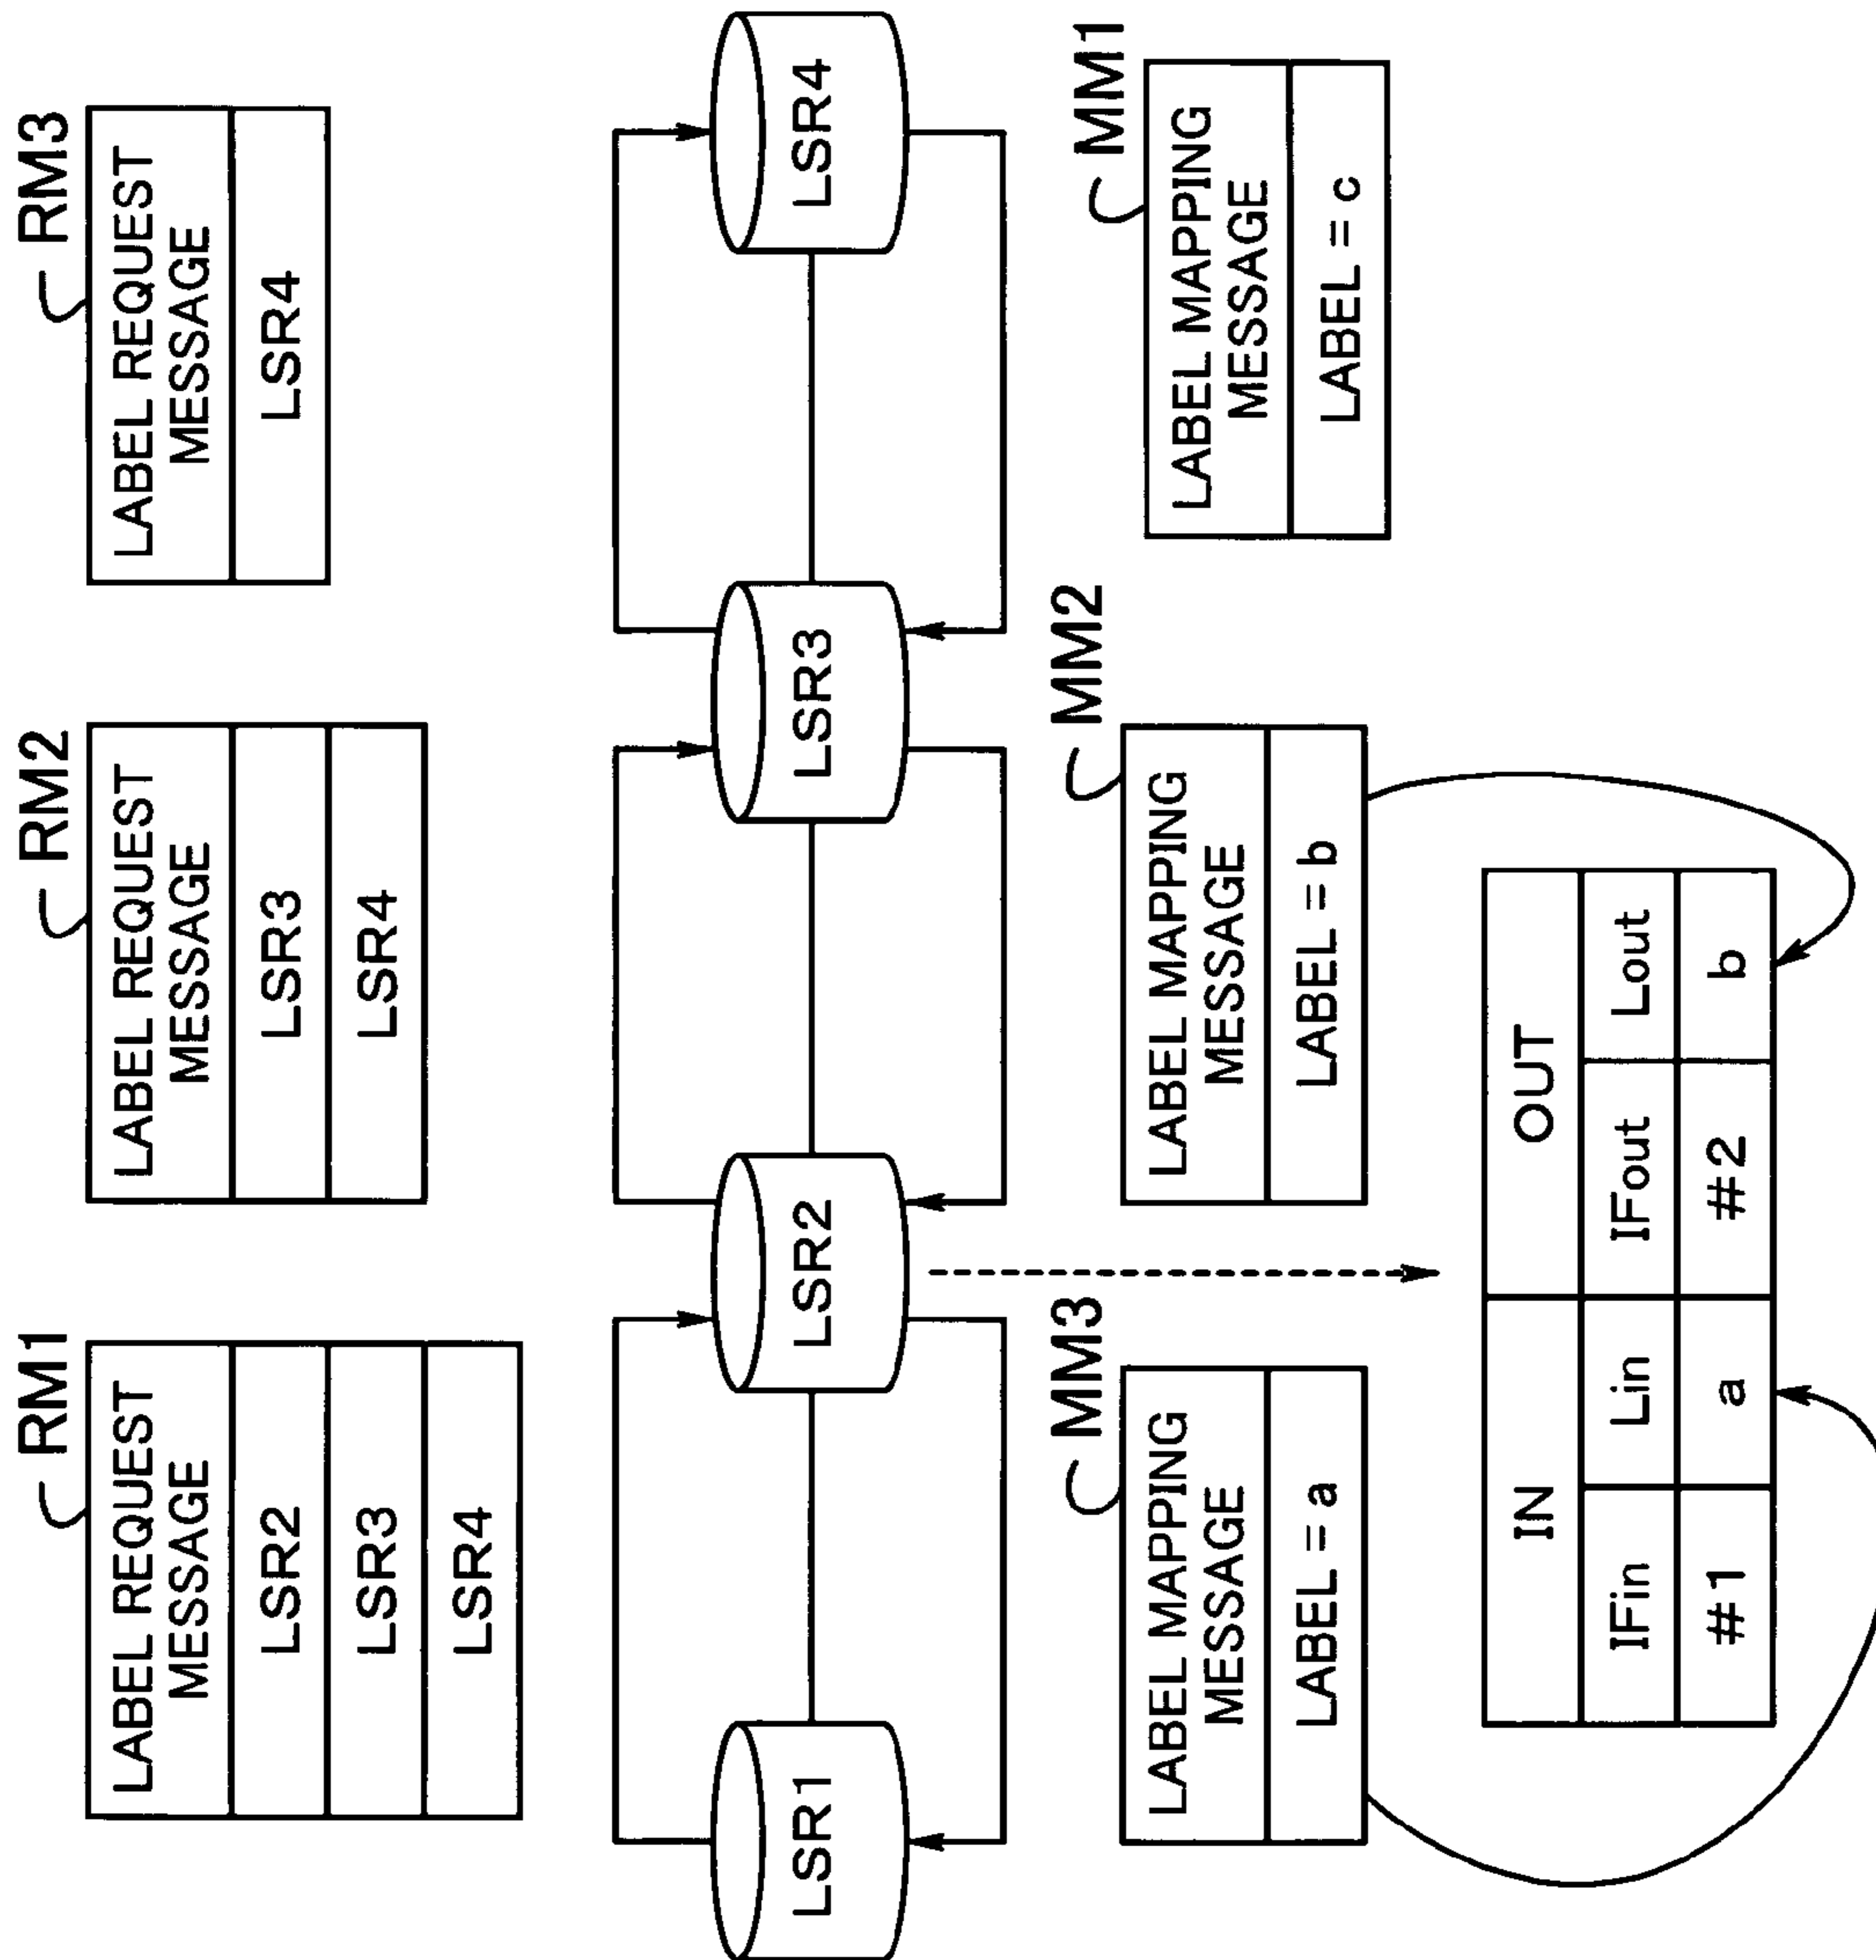 RM1
LABEL REQUEST
MESSAGE
LSR2
LSR3
LSR4
RM2
LABEL REQUEST
MESSAGE
LSR3
LSR4
RM3
LABEL REQUEST
MESSAGE
LSR4
LSR1
LSR2
LSR3
LSR4
MM3
LABEL MAPPING
MESSAGE
LABEL = a
MM2
LABEL MAPPING
MESSAGE
LABEL = b
MM1
LABEL MAPPING
MESSAGE
LABEL = c
IN OUT
IFin Lin IFout Lout
#1 a #2 b